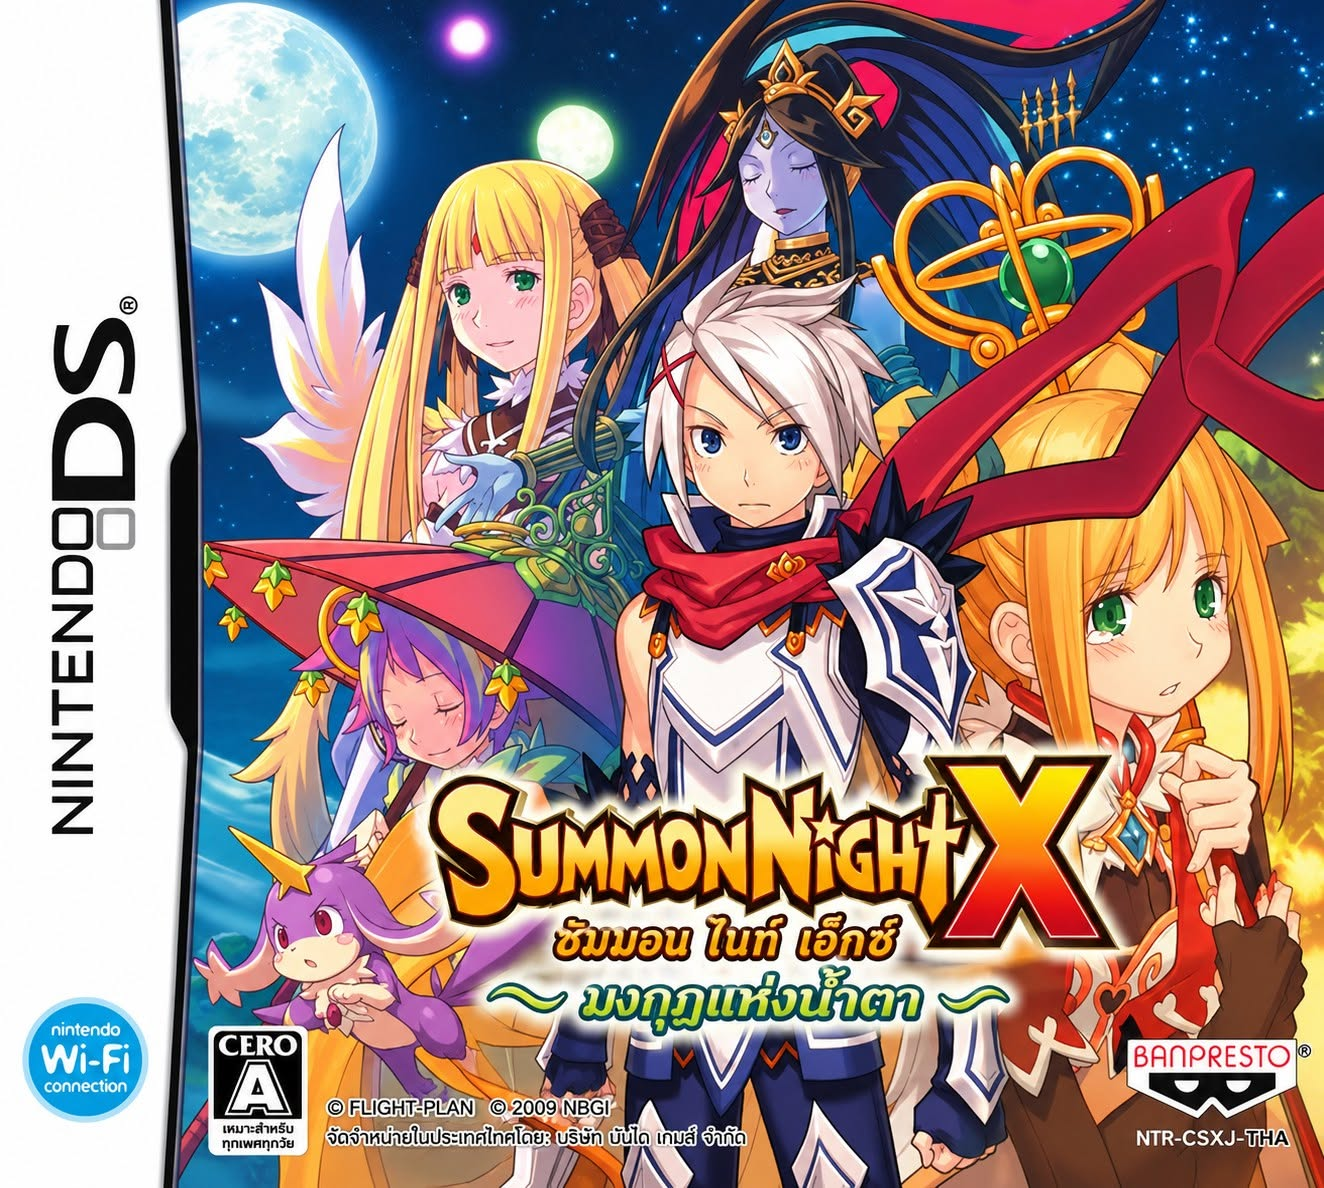 NINTENDO DS®
SUMMON NIGHT X
ซัมมอน ไนท์ เอ็กซ์
~ มงกุฎแห่งน้ำตา ~
nintendo
Wi-Fi
connection
CERO
A
เหมาะสำหรับ
ทุกเพศทุกวัย
© FLIGHT-PLAN © 2009 NBGI
จัดจำหน่ายในประเทศไทศโดย: บริษัท บันได เกมส์ จำกัด
BANPRESTO®
NTR-CSXJ-THA